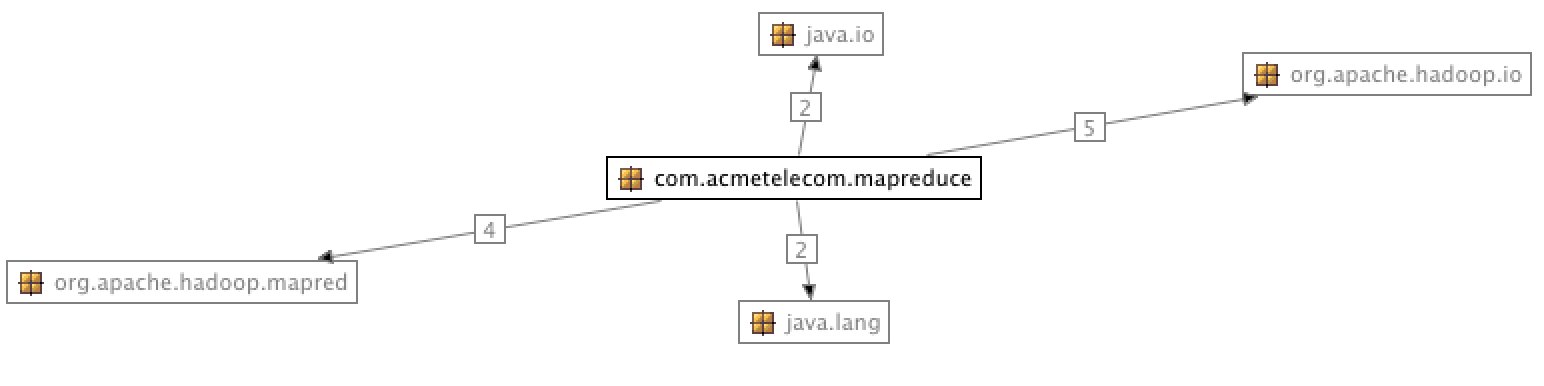 java.io
org.apache.hadoop.io
2
5
com.acmetelecom.mapreduce
4
2
org.apache.hadoop.mapred
java.lang